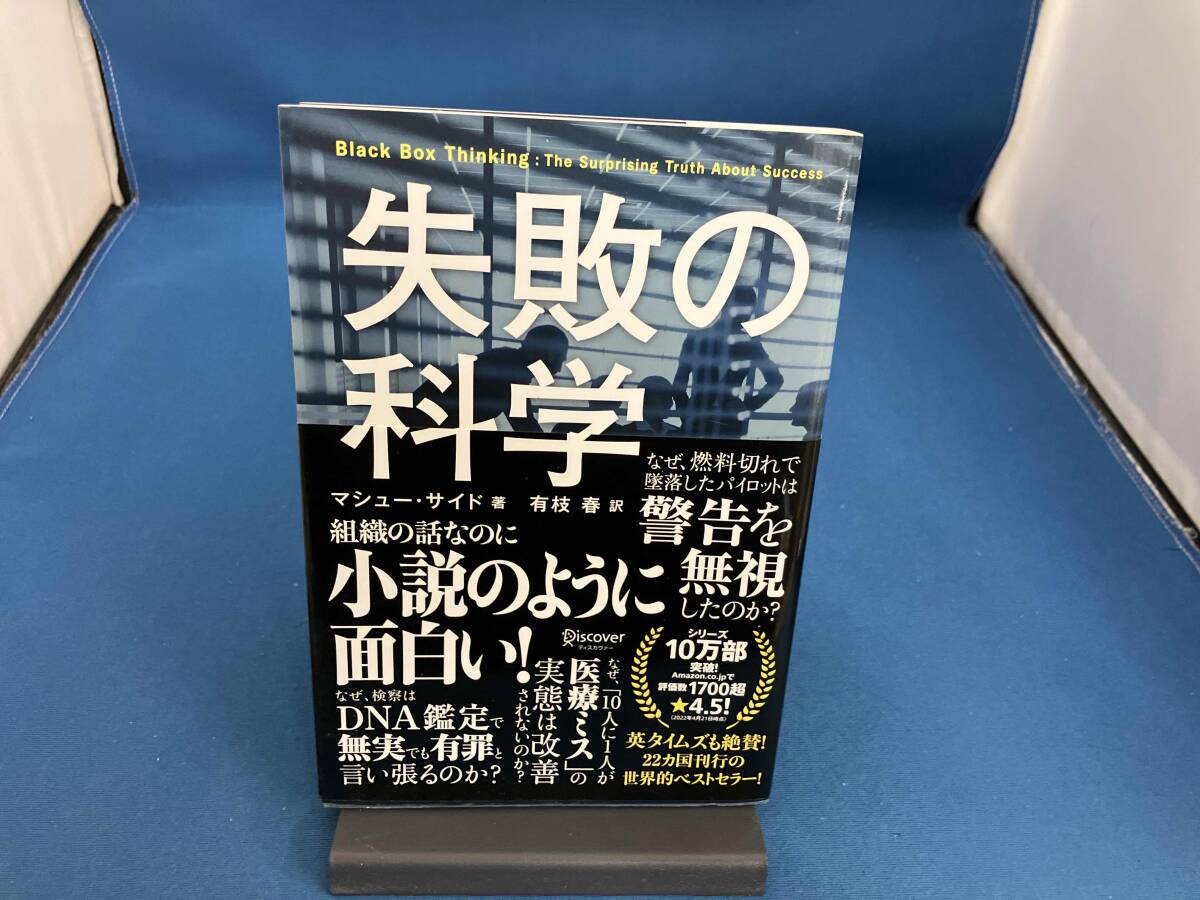 Black Box Thinking : The Surprising Truth About Success
失敗の
科学
マシュー・サイド 著 有枝 春 訳
なぜ、燃料切れで
墜落したパイロットは
警告を
無視
したのか?
組織の話なのに
小説のように
面白い!
Discover
ディスカヴァー
シリーズ
10万部
突破!
Amazon.co.jpで
評価数1700超
★4.5!
(2022年4月21日時点)
なぜ、「10人に1人が
医療ミス」の
実態は改善
されないのか?
なぜ、検察は
DNA鑑定で
無実でも有罪と
言い張るのか?
英タイムズも絶賛!
22カ国刊行の
世界的ベストセラー!